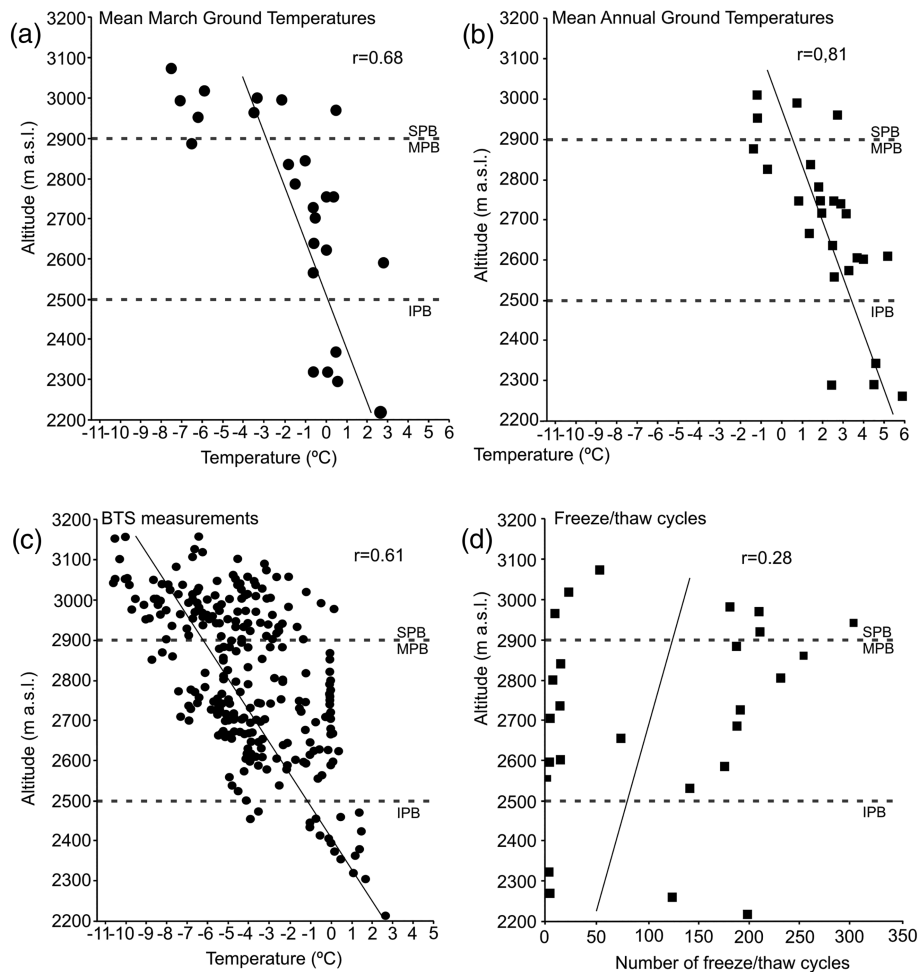 (a)
Mean March Ground Temperatures
r=0.68
3200
3100
3000
2900
2800
2700
2600
2500
2400
2300
2200
Altitude (m a.s.l.)
SPB
MPB
IPB
-11-10 -9 -8 -7 -6 -5 -4 -3 -2 -1 0 1 2 3 4 5 6
Temperature (ºC)
(b)
Mean Annual Ground Temperatures
r=0,81
3200
3100
3000
2900
2800
2700
2600
2500
2400
2300
2200
Altitude (m a.s.l.)
SPB
MPB
IPB
-11-10 -9 -8 -7 -6 -5 -4 -3 -2 -1 0 1 2 3 4 5 6
Temperature (ºC)
(c)
BTS measurements
r=0.61
3200
3100
3000
2900
2800
2700
2600
2500
2400
2300
2200
Altitude (m a.s.l.)
SPB
MPB
IPB
-11-10 -9 -8 -7 -6 -5 -4 -3 -2 -1 0 1 2 3 4 5
Temperature (ºC)
(d)
Freeze/thaw cycles
r=0.28
3200
3100
3000
2900
2800
2700
2600
2500
2400
2300
2200
Altitude (m a.s.l.)
SPB
MPB
IPB
0 50 100 150 200 250 300 350
Number of freeze/thaw cycles